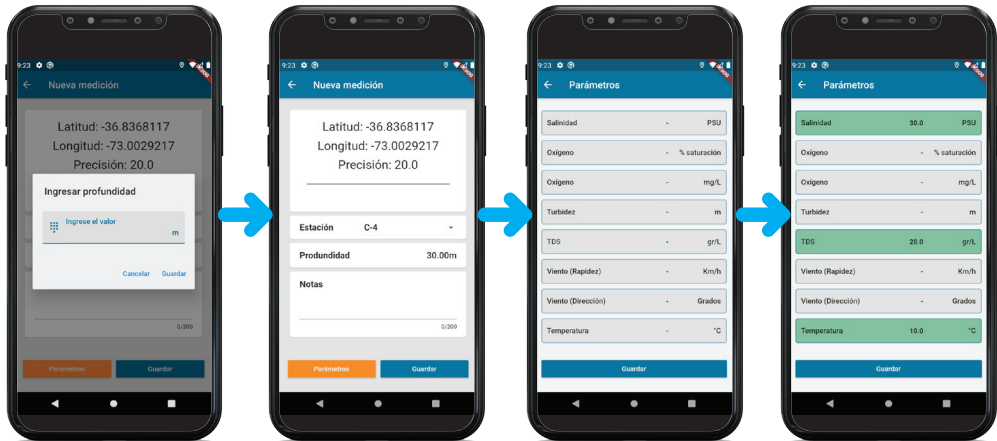 9:23
DEBUG
Nueva medición
Latitud: -36.8368117
Longitud: -73.0029217
Precisión: 20.0
Ingresar profundidad
Ingrese el valor
m
Cancelar Guardar
0/200
Parámetros Guardar
9:23
DEBUG
Nueva medición
Latitud: -36.8368117
Longitud: -73.0029217
Precisión: 20.0
Estación C-4
Produndidad 30.00m
Notas
0/200
Parámetros Guardar
9:23
DEBUG
Parámetros
Salinidad - PSU
Oxígeno - % saturación
Oxígeno - mg/L
Turbidez - m
TDS - gr/L
Viento (Rapidez) - Km/h
Viento (Dirección) - Grados
Temperatura - °C
Guardar
9:23
DEBUG
Parámetros
Salinidad 30.0 PSU
Oxígeno - % saturación
Oxígeno - mg/L
Turbidez - m
TDS 20.0 gr/L
Viento (Rapidez) - Km/h
Viento (Dirección) - Grados
Temperatura 10.0 °C
Guardar